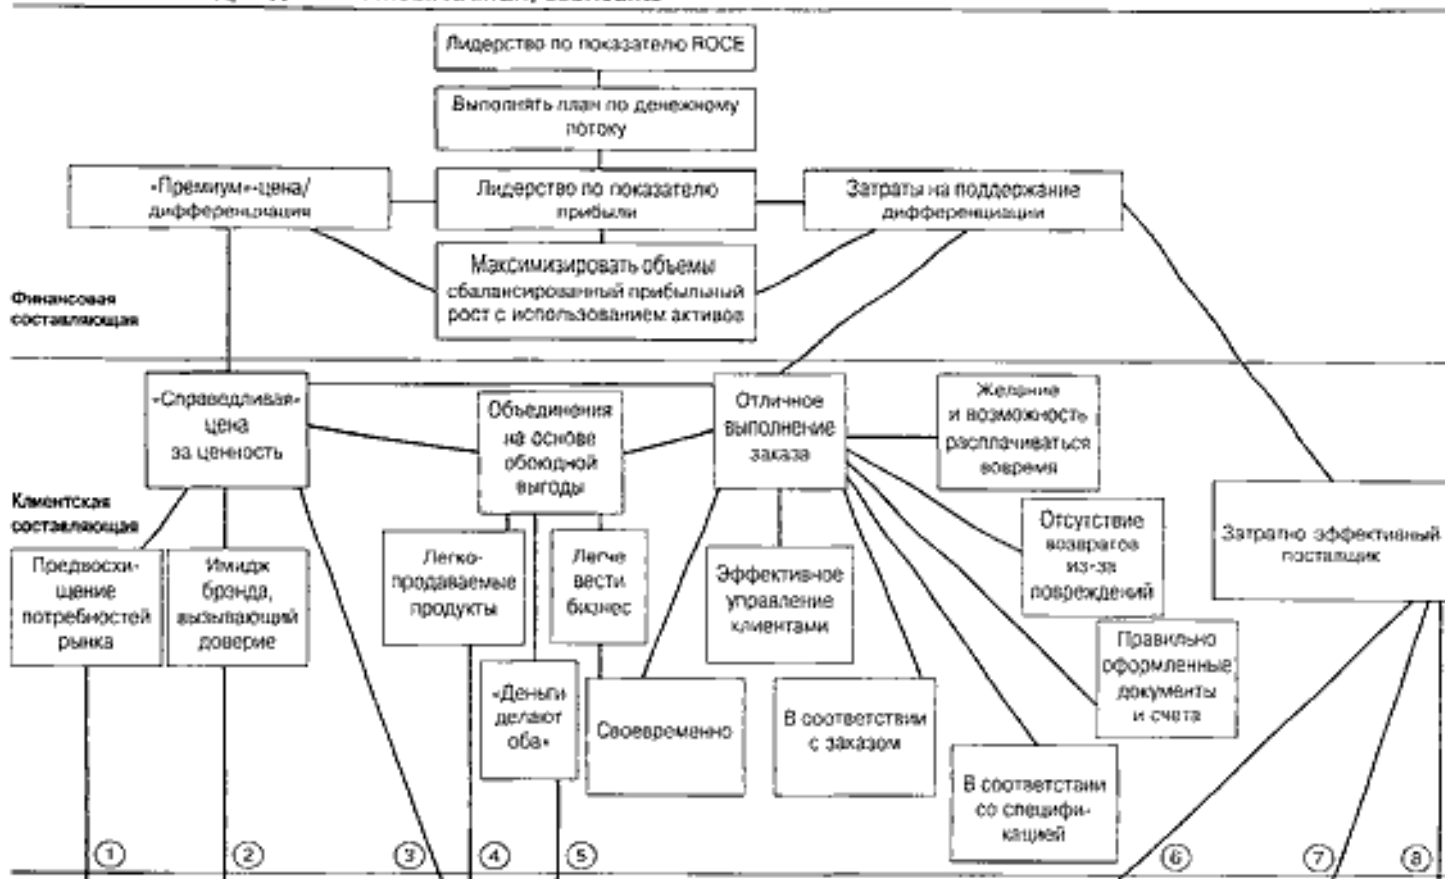 Лидерство по показателю ROCE
Выполнять план по денежному
потоку
«Премиум»-цена/
дифференциация
Лидерство по показателю
прибыли
Затраты на поддержание
дифференциации
Максимизировать объемы
сбалансированный прибыльный
рост с использованием активов
Финансовая
составляющая
«Справедливая»
цена
за ценность
Объединения
на основе
обоюдной
выгоды
Отличное
выполнение
заказа
Желание
и возможность
расплачиваться
вовремя
Клиентская
составляющая
Предвосхи-
щение
потребностей
рынка
Имидж
брэнда,
вызывающий
доверие
Легко-
продаваемые
продукты
Легче
вести
бизнес
Эффективное
управление
клиентами
Отсутствие
возвратов
из-за
повреждений
Затратно эффективный
поставщик
«Деньги
делают
оба»
Своевременно
В соответствии
с заказом
Правильно
оформленные
документы
и счета
В соответствии
со специфи-
кацией
1
2
3
4
5
6
7
8